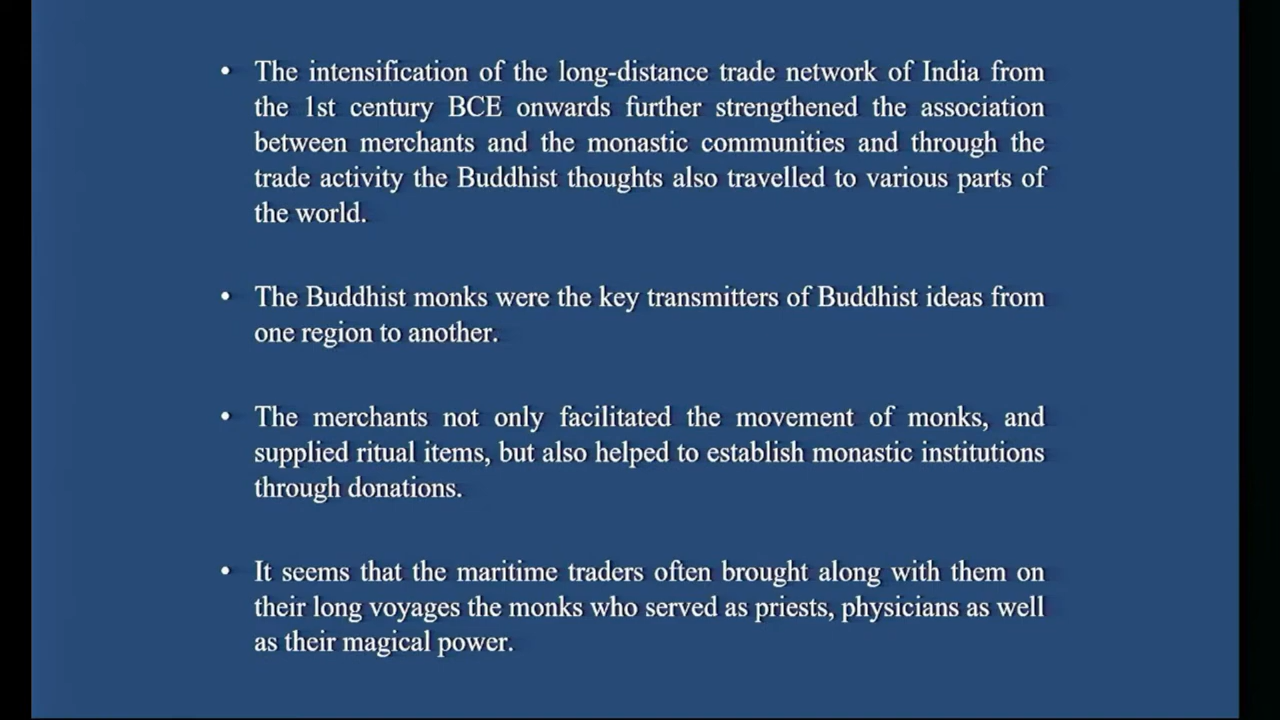 • The intensification of the long-distance trade network of India from
the 1st century BCE onwards further strengthened the association
between merchants and the monastic communities and through the
trade activity the Buddhist thoughts also travelled to various parts of
the world.
• The Buddhist monks were the key transmitters of Buddhist ideas from
one region to another.
• The merchants not only facilitated the movement of monks, and
supplied ritual items, but also helped to establish monastic institutions
through donations.
• It seems that the maritime traders often brought along with them on
their long voyages the monks who served as priests, physicians as well
as their magical power.